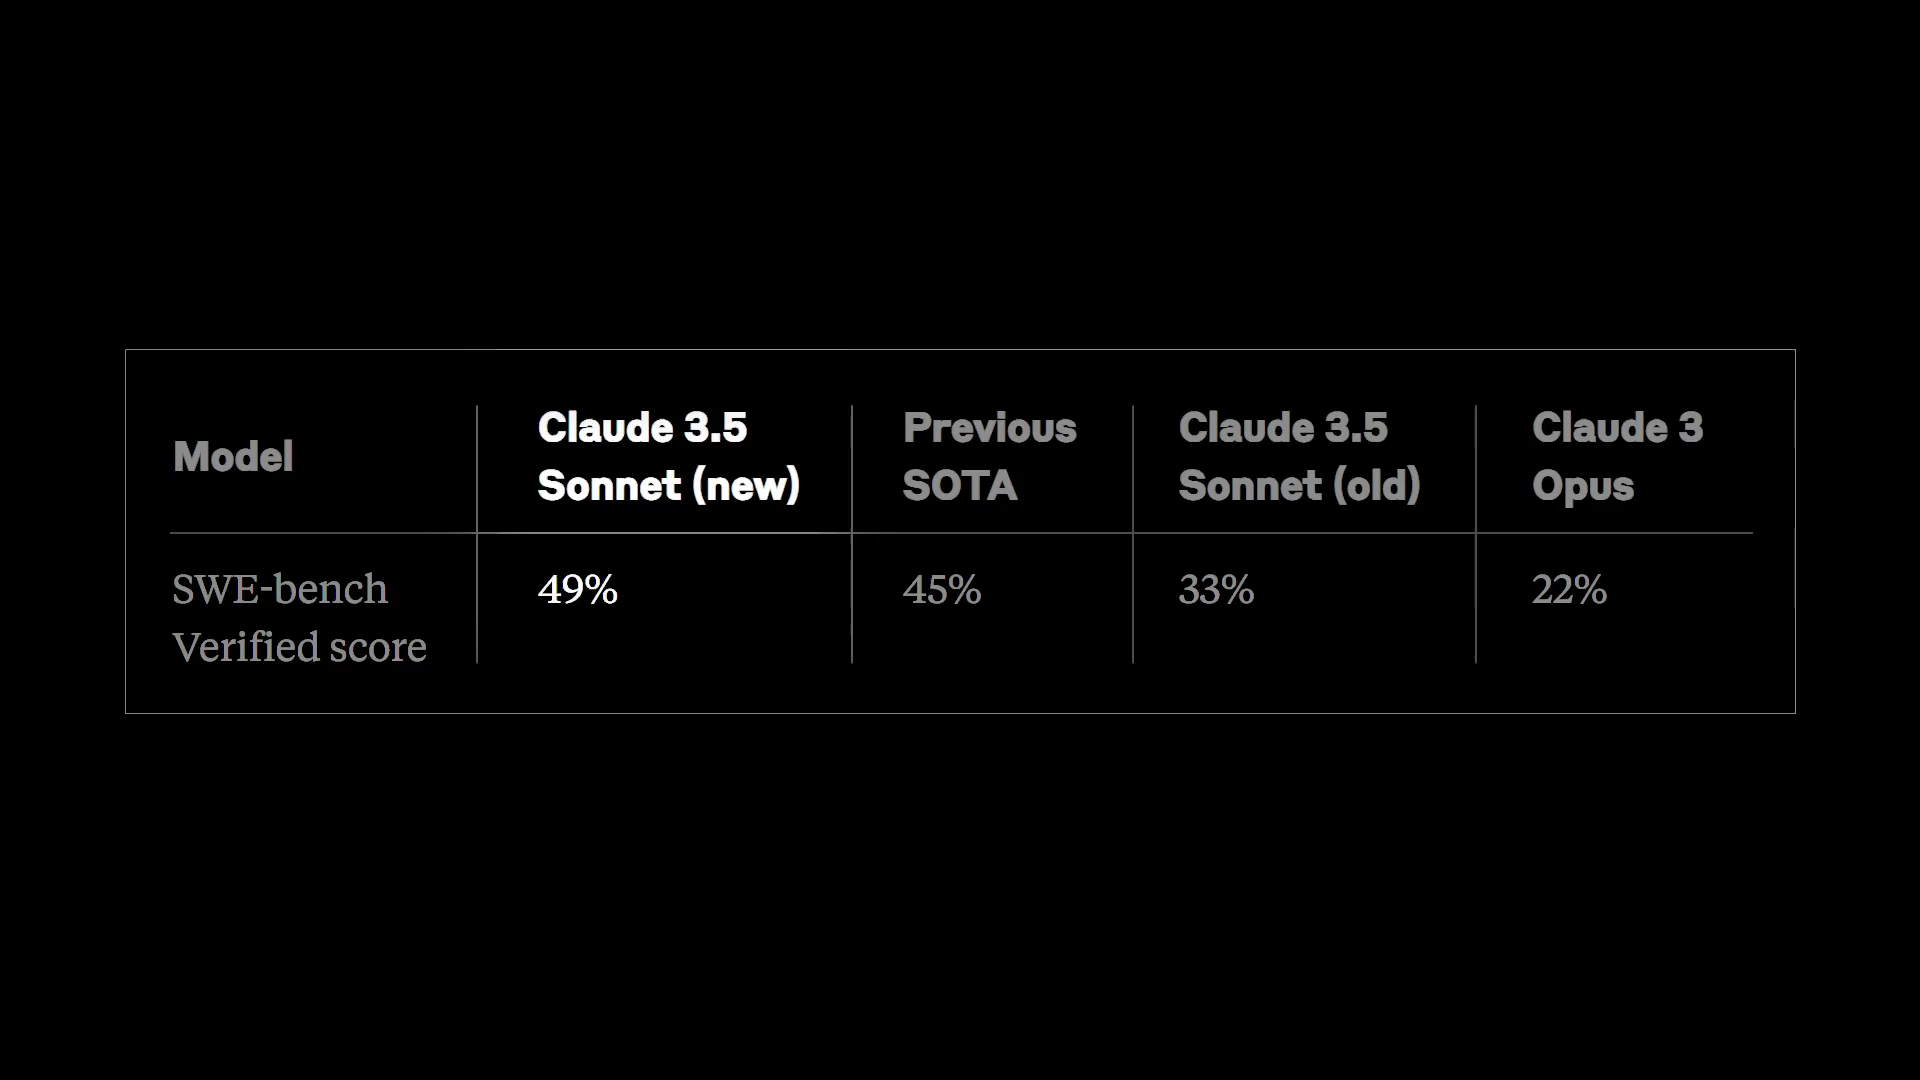 Model
Claude 3.5
Sonnet (new)
Previous
SOTA
Claude 3.5
Sonnet (old)
Claude 3
Opus
SWE-bench
Verified score
49%
45%
33%
22%